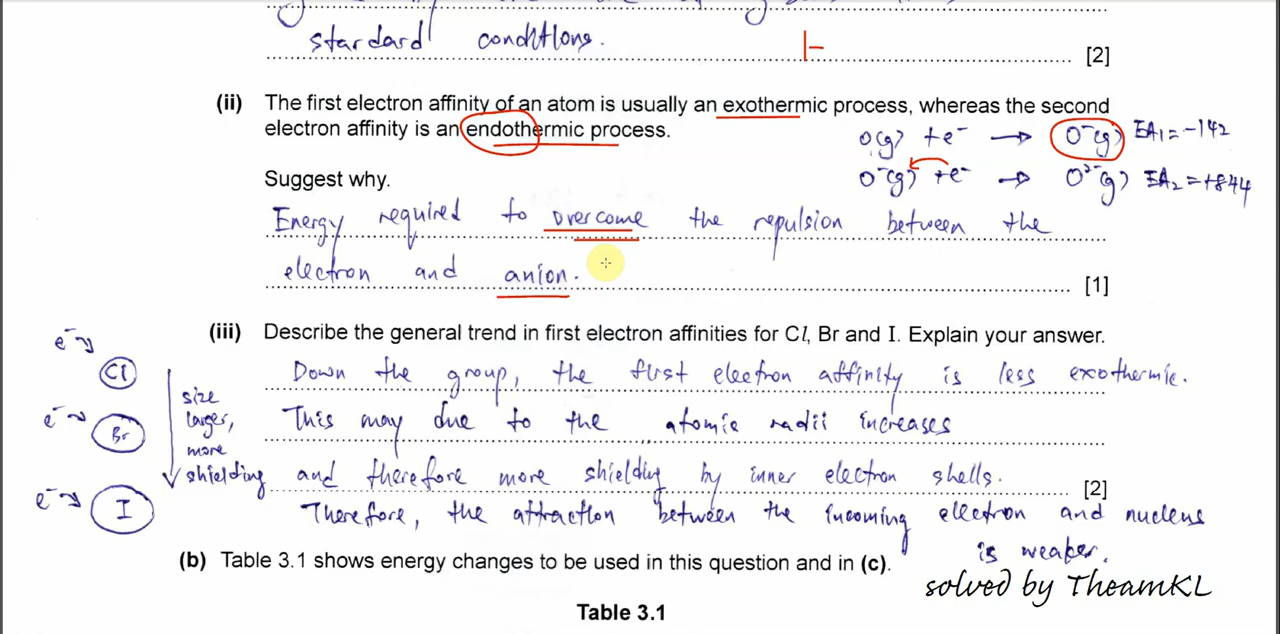 standard conditions.
[2]
(ii) The first electron affinity of an atom is usually an exothermic process, whereas the second
electron affinity is an endothermic process.
O(g) + e⁻ → O⁻(g) EA₁ = -142
O⁻(g) + e⁻ → O²⁻(g) EA₂ = +844
Suggest why.
Energy required to overcome the repulsion between the
electron and anion.
[1]
(iii) Describe the general trend in first electron affinities for Cl, Br and I. Explain your answer.
e⁻ Cl
e⁻ Br
e⁻ I
size
larger,
more
shielding
Down the group, the first electron affinity is less exothermic.
This may due to the atomic radii increases
and therefore more shielding by inner electron shells.
[2]
Therefore, the attraction between the incoming electron and nucleus
is weaker.
(b) Table 3.1 shows energy changes to be used in this question and in (c).
solved by TheamKL
Table 3.1